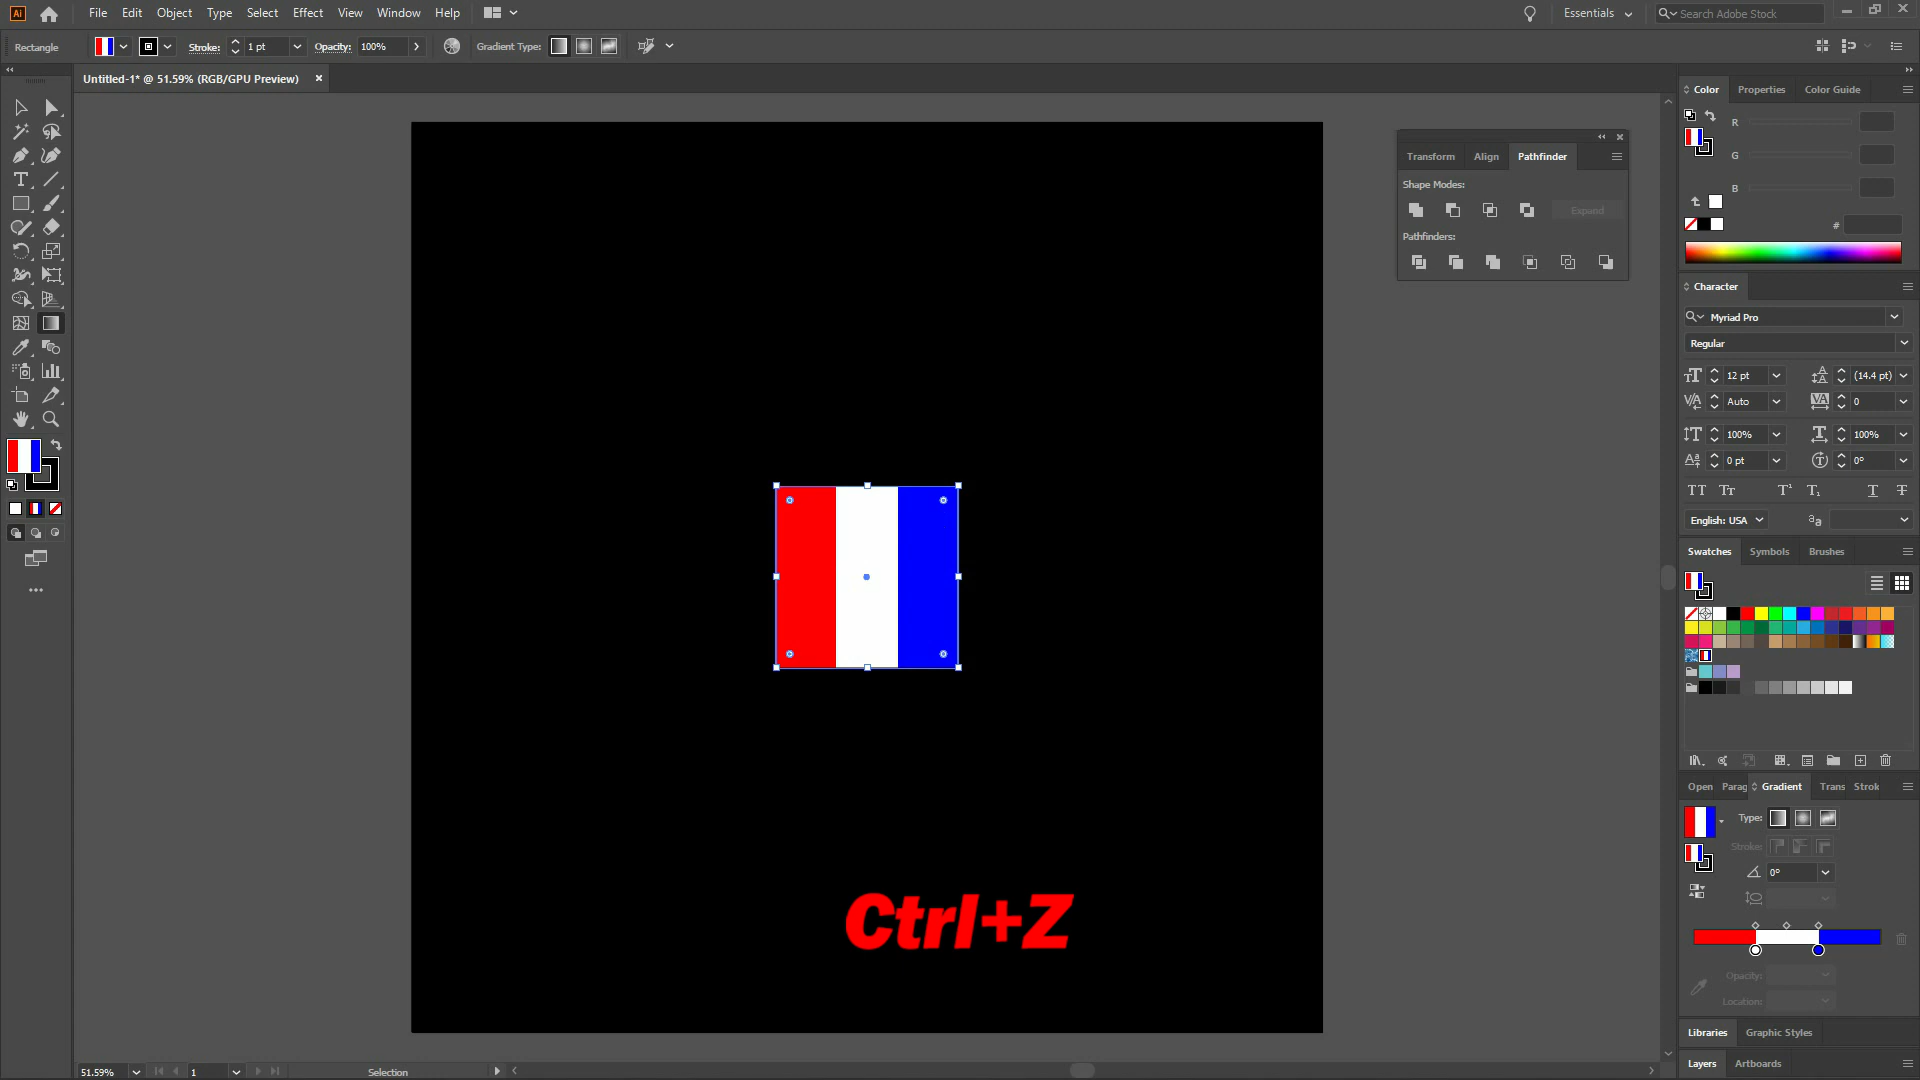 Ai File Edit Object Type Select Effect View Window Help Essentials Search Adobe Stock
Rectangle Stroke: 1 pt Opacity: 100% Gradient Type:
Untitled-1* @ 51.59% (RGB/GPU Preview) ×
Color Properties Color Guide
R
G
B
#
Transform Align Pathfinder
Shape Modes:
Expand
Pathfinders:
Character
Myriad Pro
Regular
12 pt (14.4 pt)
Auto 0
100% 100%
0 pt 0°
English: USA
Swatches Symbols Brushes
Open Parag Gradient Trans Strok
Type:
Stroke:
0°
Opacity:
Location:
Ctrl+Z
Libraries Graphic Styles
Layers Artboards
51.59% 1 Selection